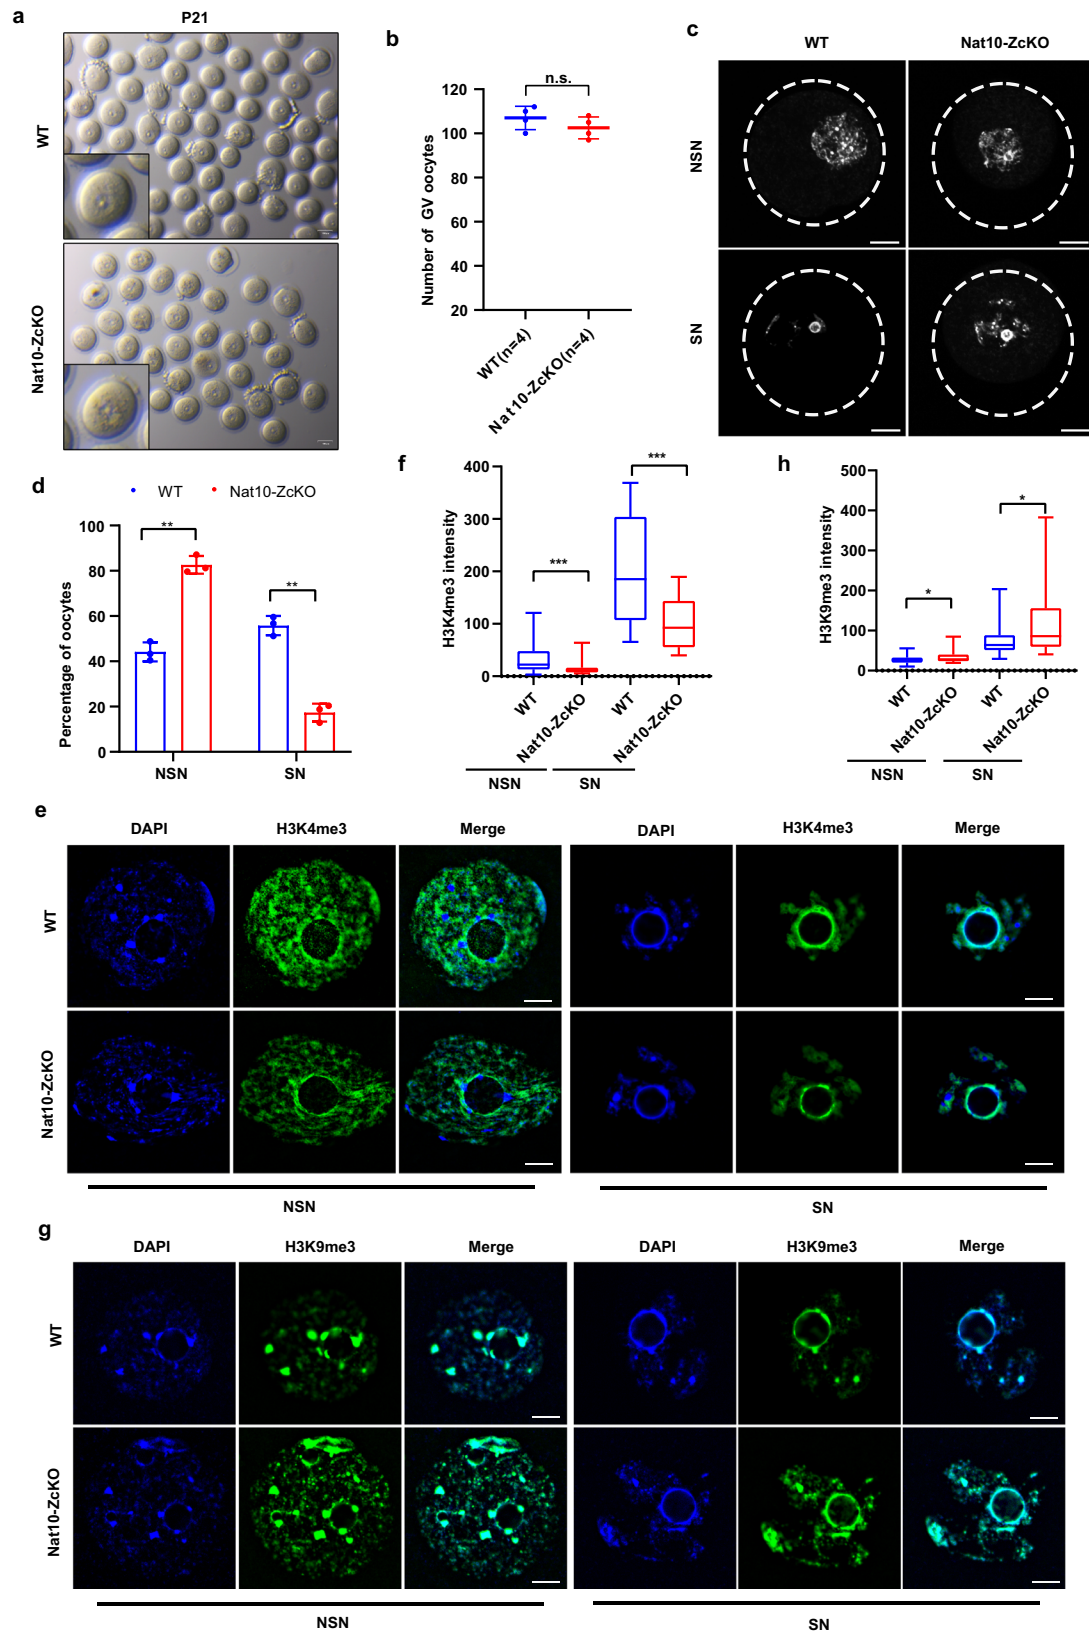 a
P21
WT
Nat10-ZcKO
b
n.s.
Number of GV oocytes
120
100
80
60
40
20
WT(n=4)
Nat10-ZcKO(n=4)
c
WT
Nat10-ZcKO
NSN
SN
d
WT
Nat10-ZcKO
Percentage of oocytes
100
80
60
40
20
0
**
**
NSN
SN
f
H3K4me3 intensity
400
300
200
100
0
***
***
WT
Nat10-ZcKO
WT
Nat10-ZcKO
NSN
SN
h
H3K9me3 intensity
500
400
300
200
100
0
*
*
WT
Nat10-ZcKO
WT
Nat10-ZcKO
NSN
SN
e
DAPI
H3K4me3
Merge
DAPI
H3K4me3
Merge
WT
Nat10-ZcKO
NSN
SN
g
DAPI
H3K9me3
Merge
DAPI
H3K9me3
Merge
WT
Nat10-ZcKO
NSN
SN